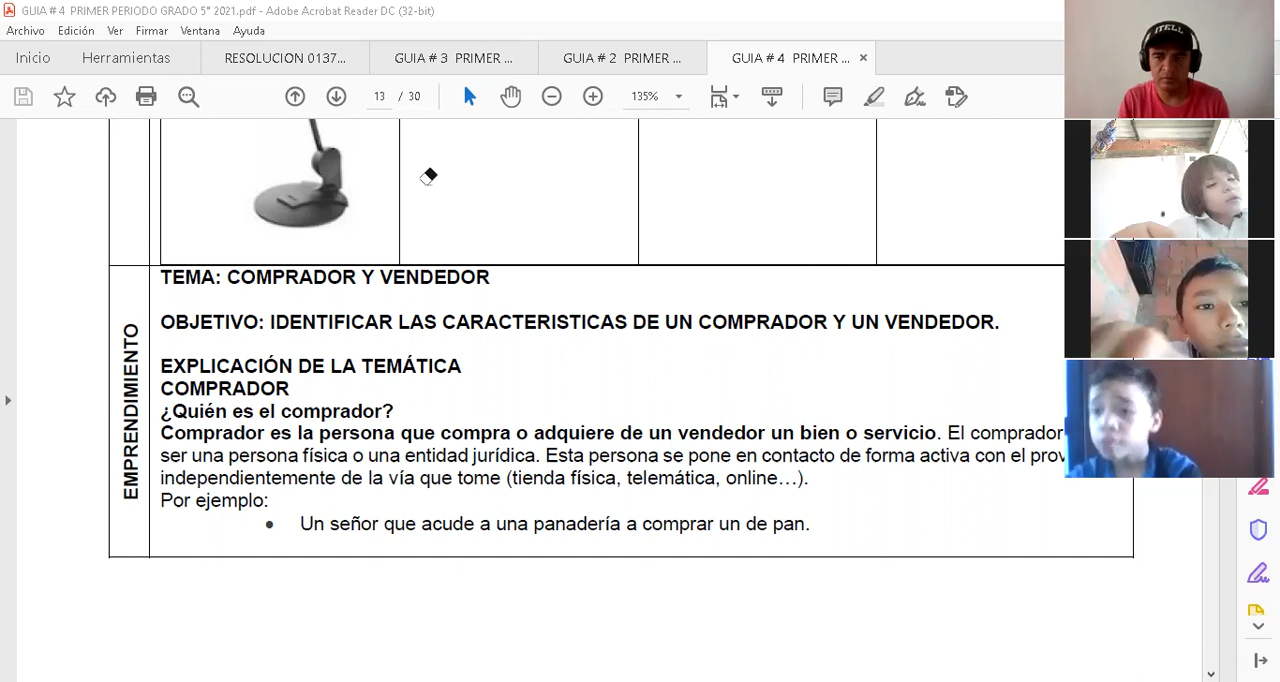 GUIA # 4 PRIMER PERIODO GRADO 5° 2021.pdf - Adobe Acrobat Reader DC (32-bit)
Archivo Edición Ver Firmar Ventana Ayuda
Inicio Herramientas RESOLUCION 0137... GUIA # 3 PRIMER ... GUIA # 2 PRIMER ... GUIA # 4 PRIMER ... ×
13 / 30 135%
ITELL
TEMA: COMPRADOR Y VENDEDOR
OBJETIVO: IDENTIFICAR LAS CARACTERISTICAS DE UN COMPRADOR Y UN VENDEDOR.
EXPLICACIÓN DE LA TEMÁTICA
COMPRADOR
¿Quién es el comprador?
Comprador es la persona que compra o adquiere de un vendedor un bien o servicio. El comprador
ser una persona física o una entidad jurídica. Esta persona se pone en contacto de forma activa con el prov
independientemente de la vía que tome (tienda física, telemática, online…).
Por ejemplo:
• Un señor que acude a una panadería a comprar un de pan.
EMPRENDIMIENTO